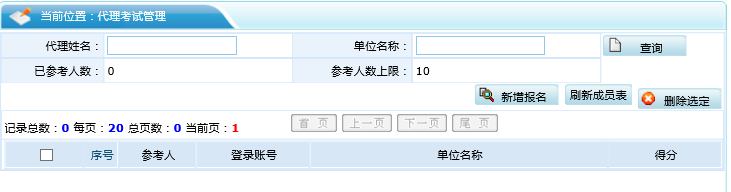 当前位置：代理考试管理
代理姓名： 单位名称： 查询
已参考人数： 0 参考人数上限： 10
新增报名 刷新成员表 删除选定
记录总数：0 每页：20 总页数：0 当前页：1 首 页 上一页 下一页 尾 页
序号 参考人 登录账号 单位名称 得分